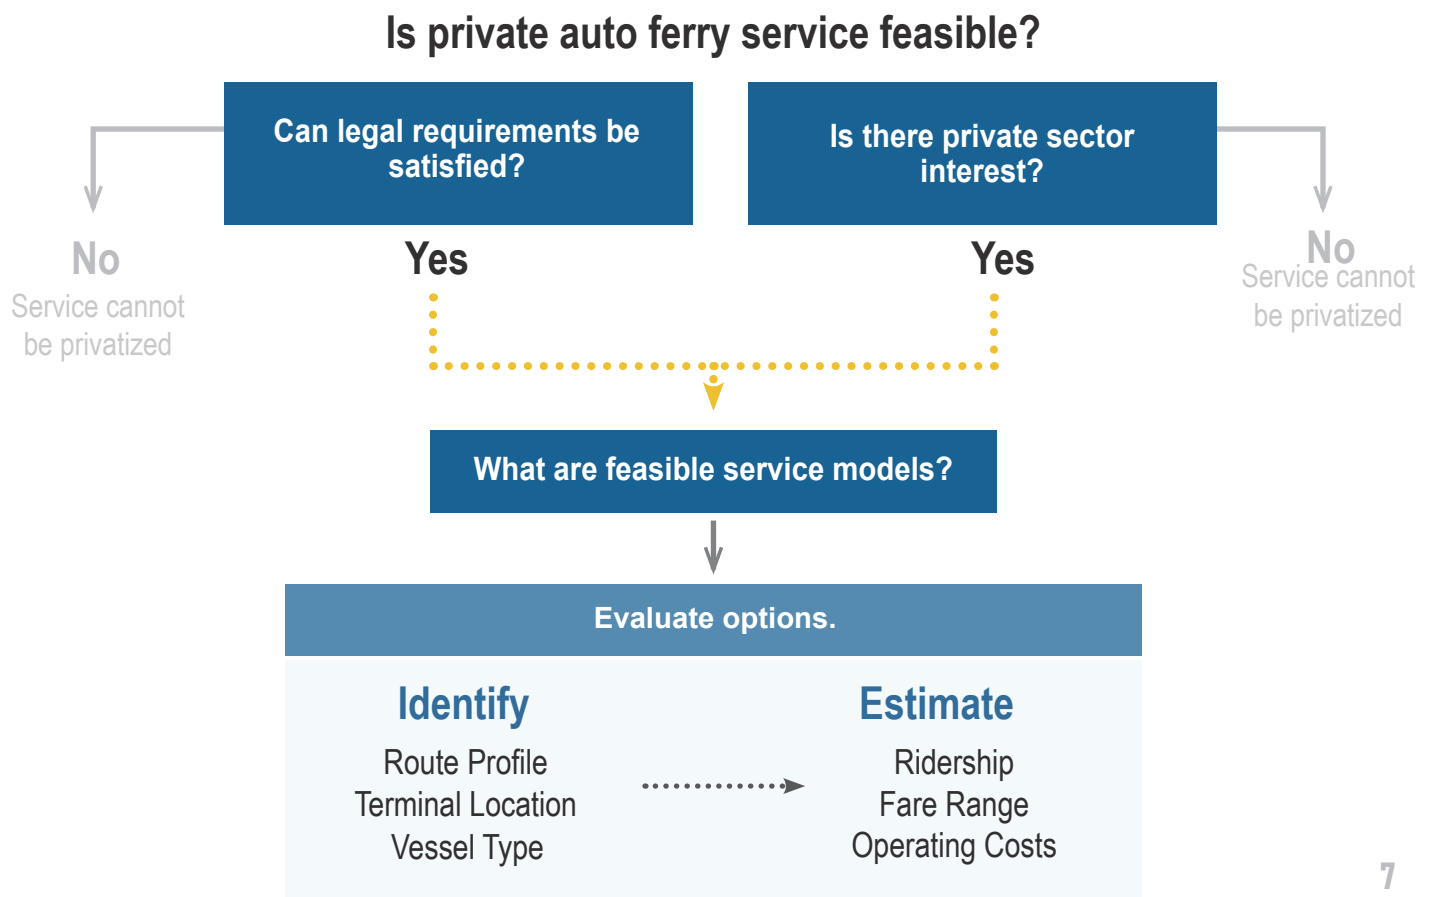 Is private auto ferry service feasible?
Can legal requirements be
satisfied?
Is there private sector
interest?
No
Service cannot
be privatized
Yes
Yes
No
Service cannot
be privatized
What are feasible service models?
Evaluate options.
Identify
Route Profile
Terminal Location
Vessel Type
Estimate
Ridership
Fare Range
Operating Costs
7